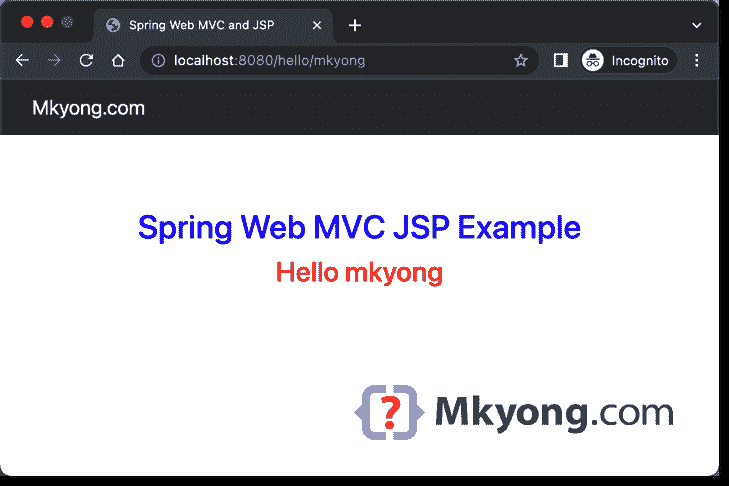 Spring Web MVC and JSP
localhost:8080/hello/mkyong
Incognito
Mkyong.com
Spring Web MVC JSP Example
Hello mkyong
{?} Mkyong.com